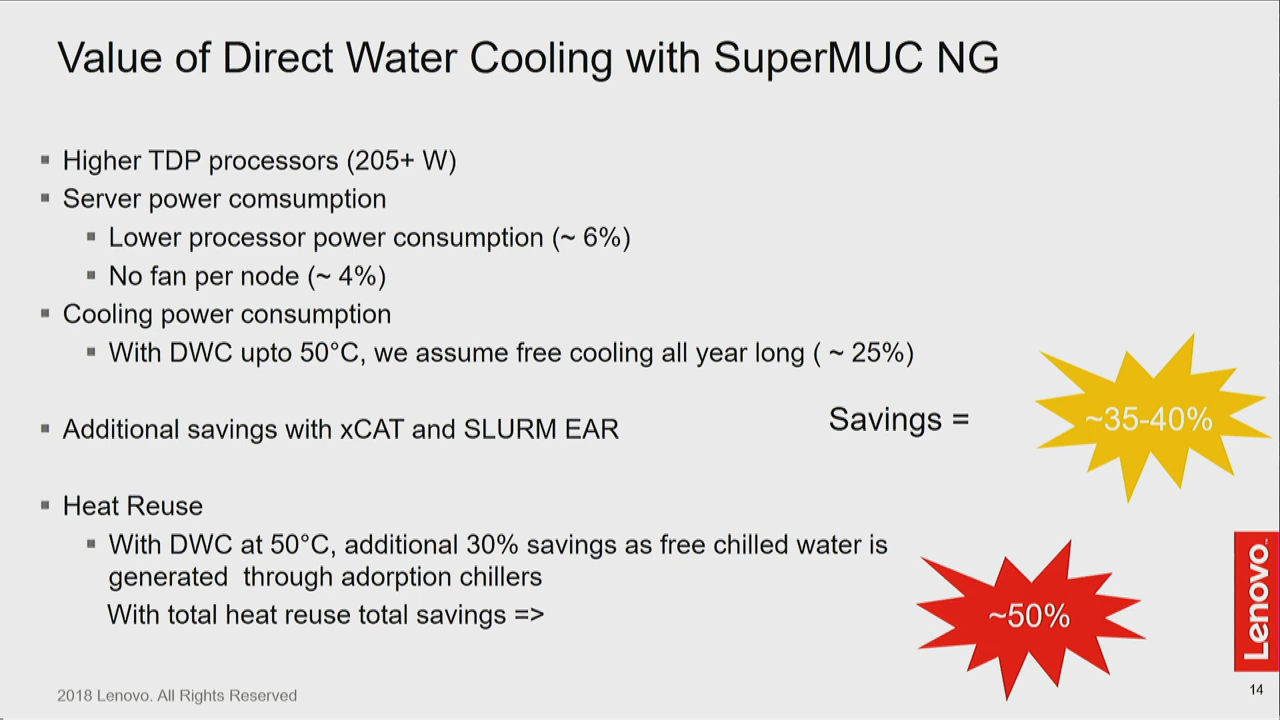 Value of Direct Water Cooling with SuperMUC NG
▪ Higher TDP processors (205+ W)
▪ Server power comsumption
▪ Lower processor power consumption (~ 6%)
▪ No fan per node (~ 4%)
▪ Cooling power consumption
▪ With DWC upto 50°C, we assume free cooling all year long ( ~ 25%)
▪ Additional savings with xCAT and SLURM EAR
Savings =
~35-40%
▪ Heat Reuse
▪ With DWC at 50°C, additional 30% savings as free chilled water is
generated through adorption chillers
With total heat reuse total savings =>
~50%
Lenovo™
2018 Lenovo. All Rights Reserved
14